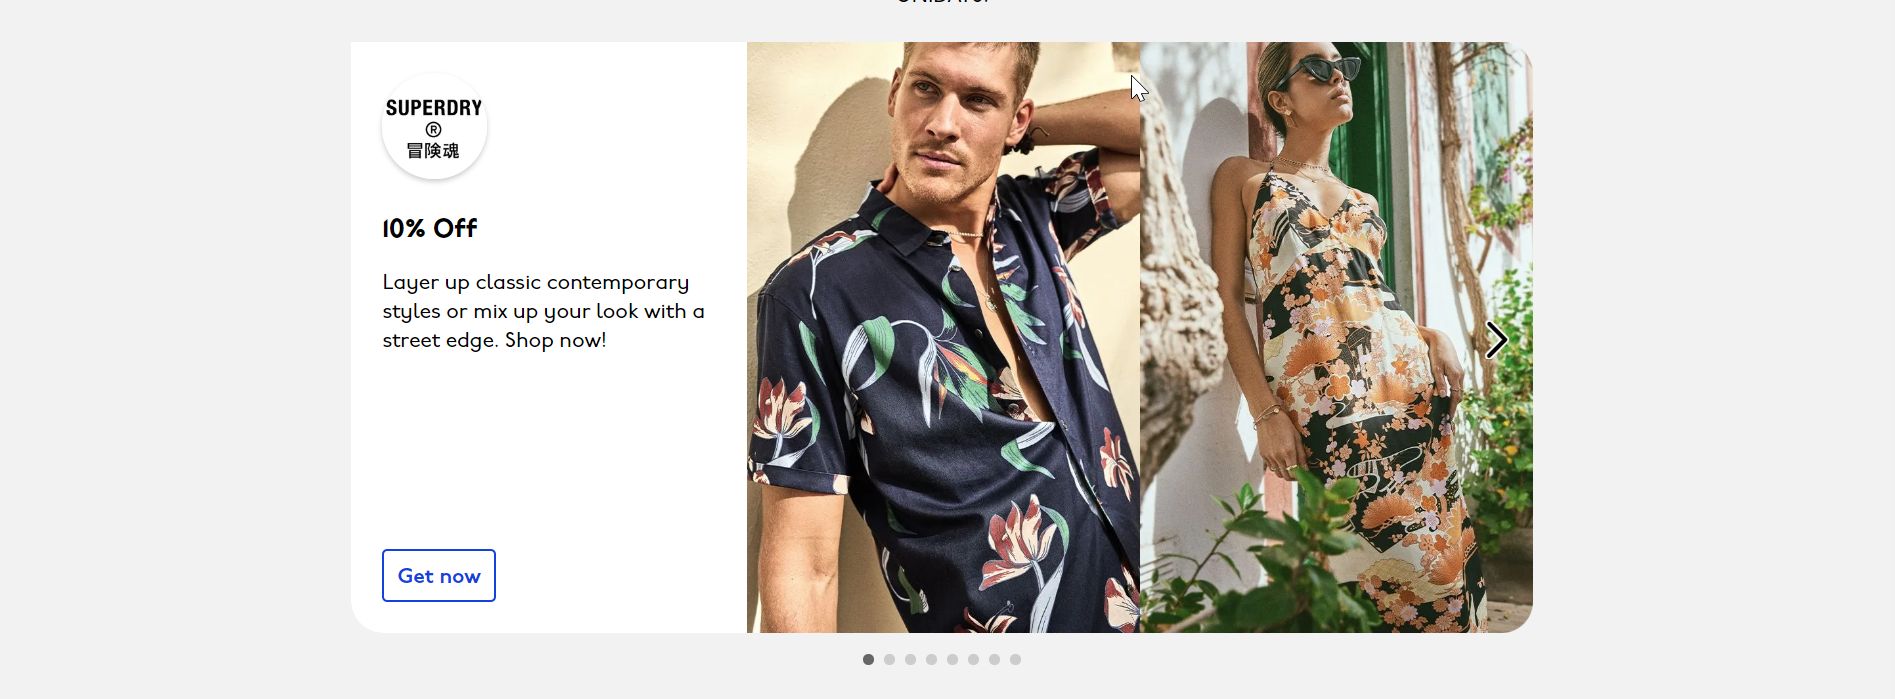 SUPERDRY
®
冒険魂
10% Off
Layer up classic contemporary
styles or mix up your look with a
street edge. Shop now!
Get now